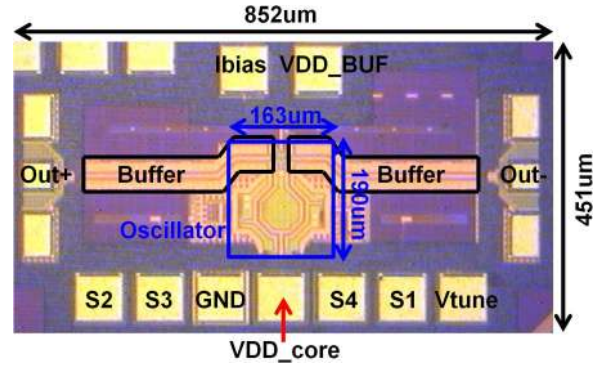 852um
Ibias VDD_BUF
163um
Out+ Buffer Buffer Out-
190um
451um
Oscillator
S2 S3 GND S4 S1 Vtune
VDD_core